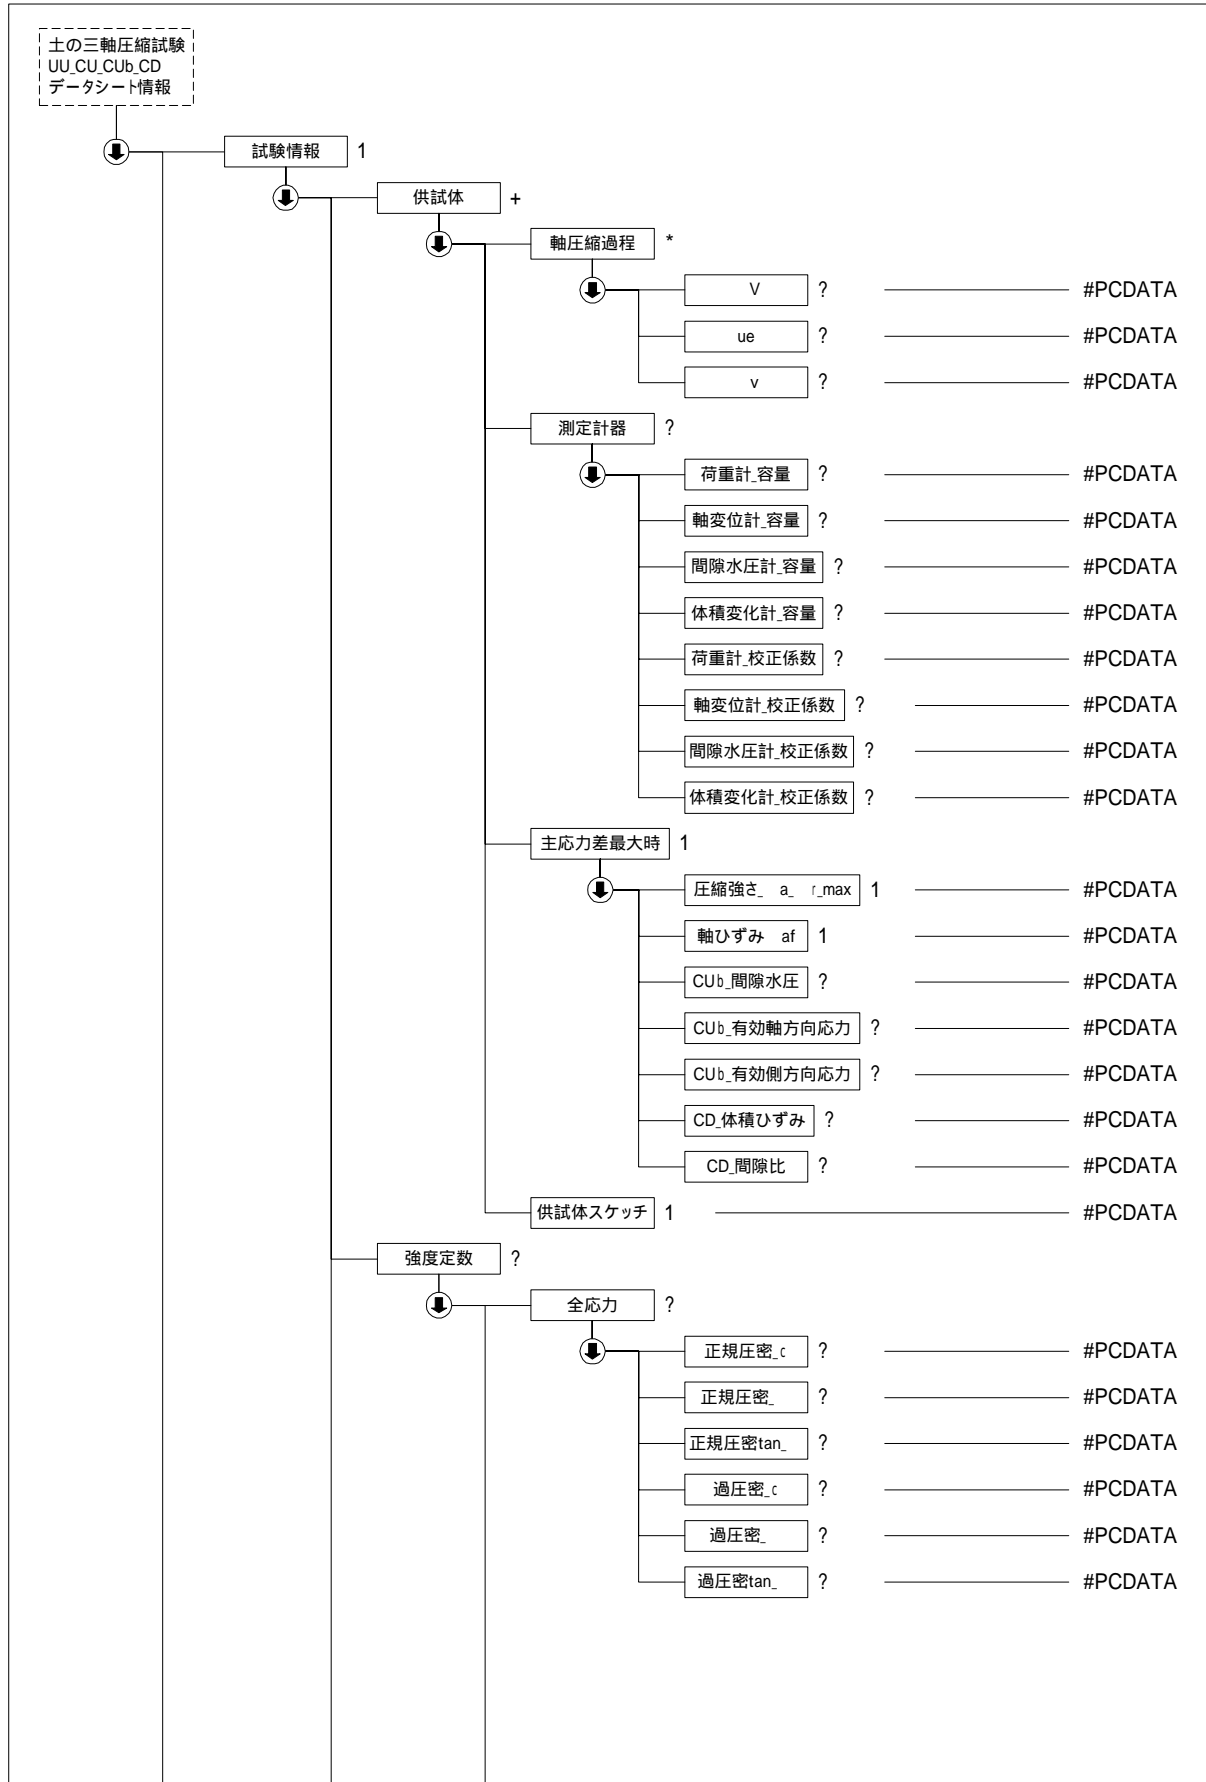 土の三軸圧縮試験
UU_CU_CUb_CD
データシート情報
試験情報 1
供試体 +
軸圧縮過程 *
V ? #PCDATA
ue ? #PCDATA
v ? #PCDATA
測定計器 ?
荷重計_容量 ? #PCDATA
軸変位計_容量 ? #PCDATA
間隙水圧計_容量 ? #PCDATA
体積変化計_容量 ? #PCDATA
荷重計_校正係数 ? #PCDATA
軸変位計_校正係数 ? #PCDATA
間隙水圧計_校正係数 ? #PCDATA
体積変化計_校正係数 ? #PCDATA
主応力差最大時 1
圧縮強さ_ a_ r_max 1 #PCDATA
軸ひずみ af 1 #PCDATA
CUb_間隙水圧 ? #PCDATA
CUb_有効軸方向応力 ? #PCDATA
CUb_有効側方向応力 ? #PCDATA
CD_体積ひずみ ? #PCDATA
CD_間隙比 ? #PCDATA
供試体スケッチ 1 #PCDATA
強度定数 ?
全応力 ?
正規圧密_c ? #PCDATA
正規圧密_ ? #PCDATA
正規圧密tan_ ? #PCDATA
過圧密_c ? #PCDATA
過圧密_ ? #PCDATA
過圧密tan_ ? #PCDATA